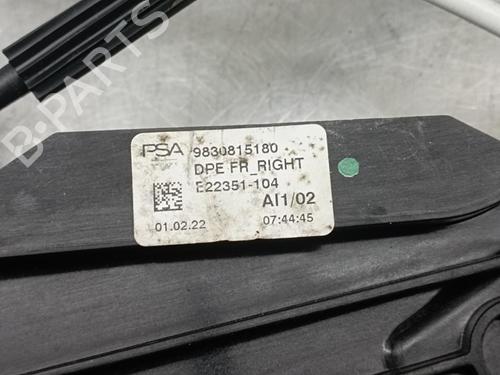 B-PARTS
PSA 9830815180
DPE FR_RIGHT
E22351-104
AI1/02
01.02.22 07:44:45